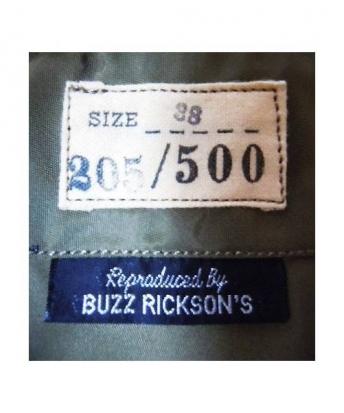 SIZE 38
205/500
Reproduced By
BUZZ RICKSON'S